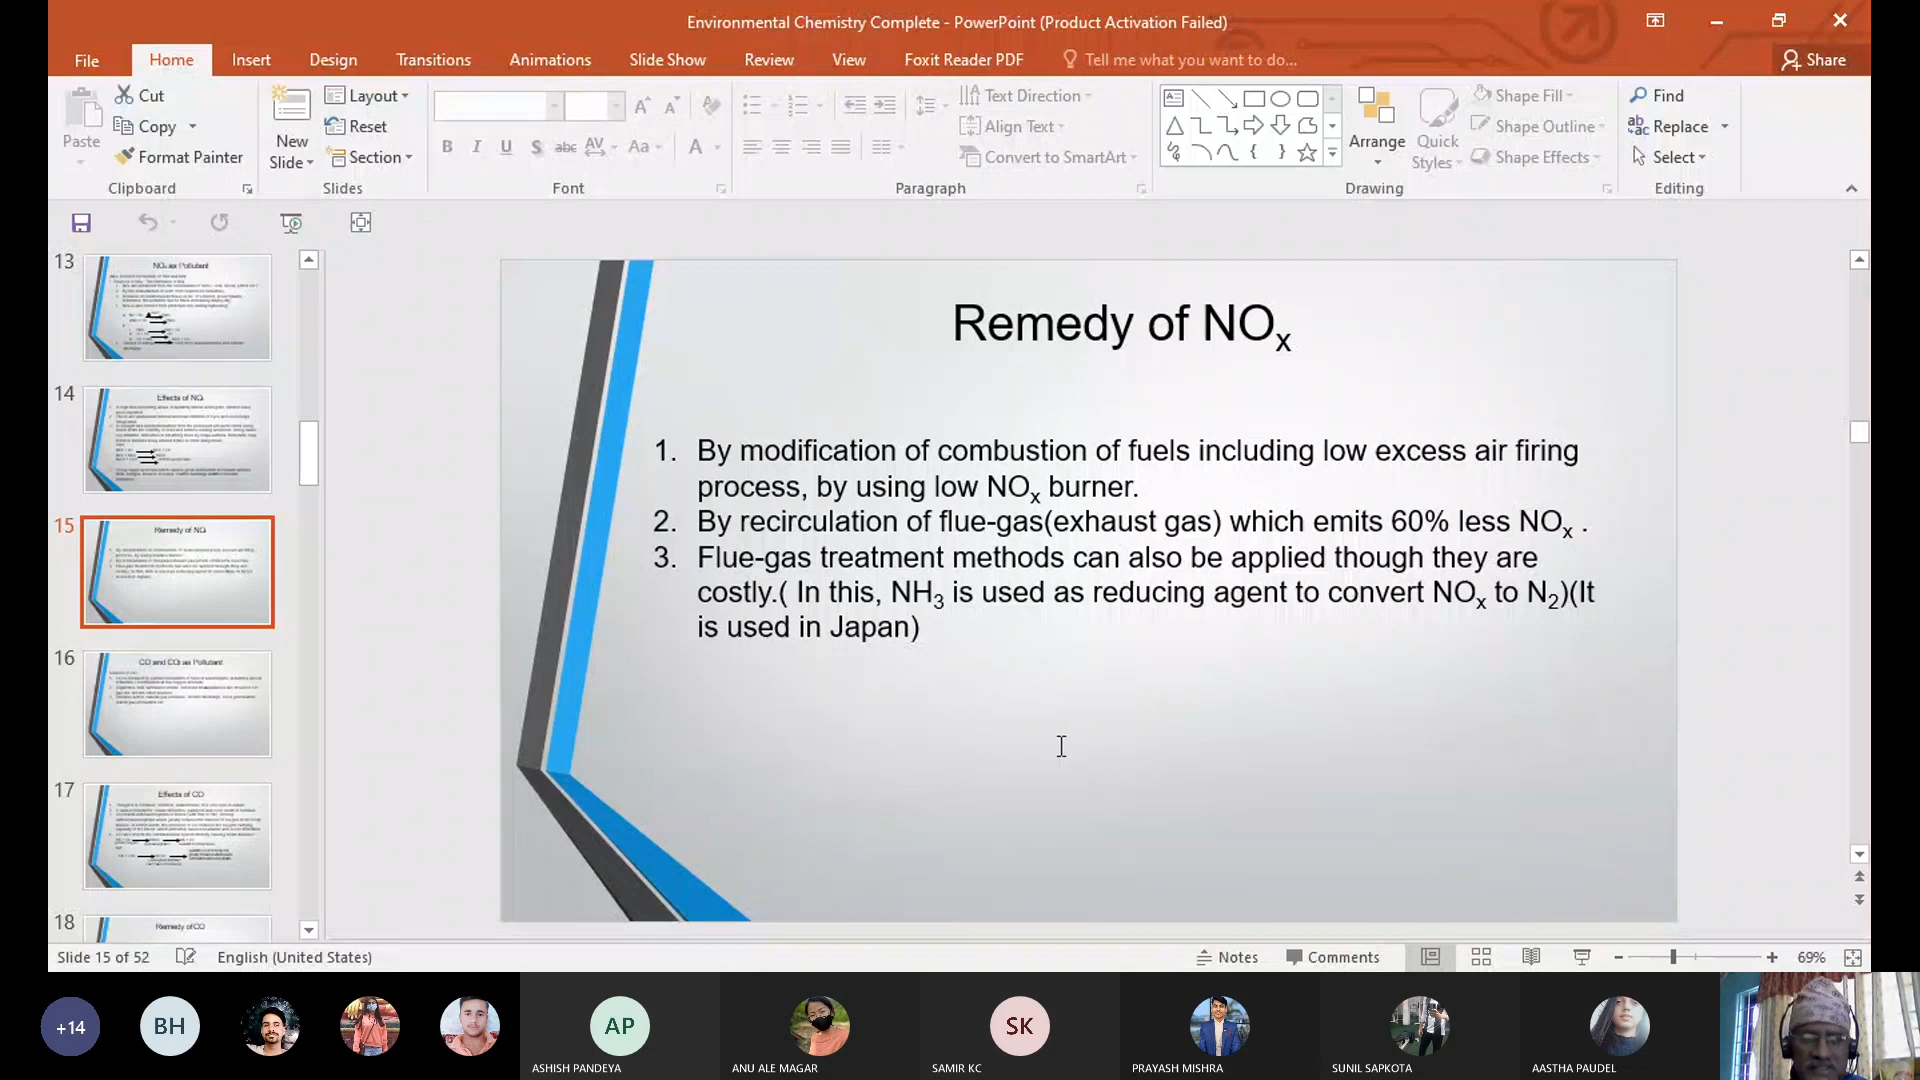 Environmental Chemistry Complete - PowerPoint (Product Activation Failed)
File Home Insert Design Transitions Animations Slide Show Review View Foxit Reader PDF Tell me what you want to do... Share
Paste
Cut
Copy
Format Painter
Clipboard
New
Slide
Layout
Reset
Section
Slides
Font
Text Direction
Align Text
Convert to SmartArt
Paragraph
Arrange
Quick
Styles
Shape Fill
Shape Outline
Shape Effects
Drawing
Find
Replace
Select
Editing
13
NOₓ as Pollutant
14
Effects of NOₓ
15
Remedy of NOₓ
16
CO and CO₂ as Pollutant
17
Effects of CO
18
Remedy of CO
Remedy of NOₓ
1. By modification of combustion of fuels including low excess air firing
process, by using low NOₓ burner.
2. By recirculation of flue-gas(exhaust gas) which emits 60% less NOₓ .
3. Flue-gas treatment methods can also be applied though they are
costly.( In this, NH₃ is used as reducing agent to convert NOₓ to N₂)(It
is used in Japan)
Slide 15 of 52 English (United States) Notes Comments 69%
+14 BH AP SK
ASHISH PANDEYA ANU ALE MAGAR SAMIR KC PRAYASH MISHRA SUNIL SAPKOTA AASTHA PAUDEL